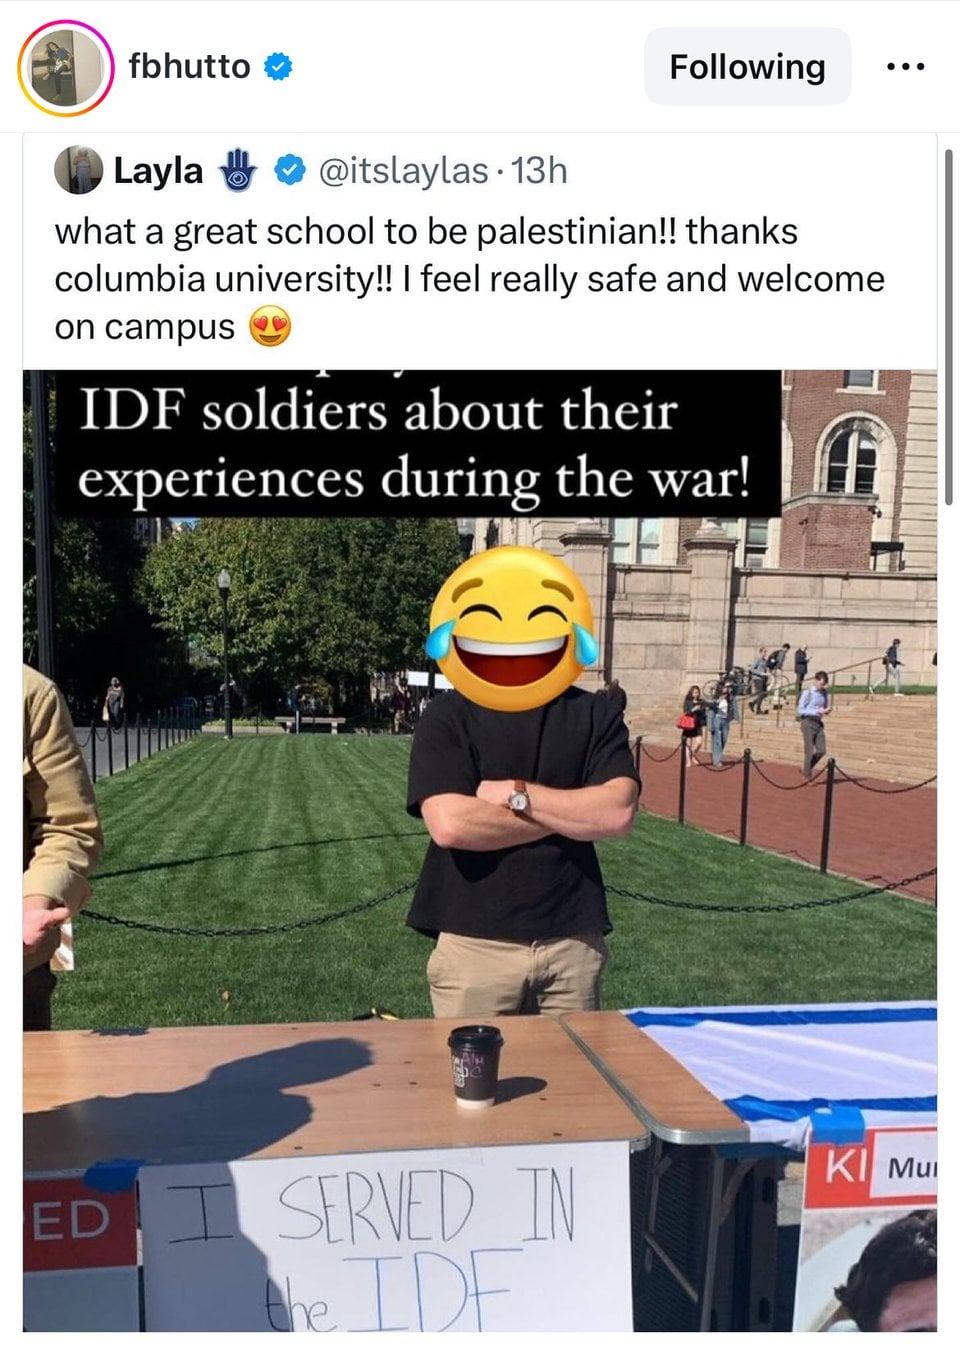 fbhutto
Following
Layla @itslaylas · 13h
what a great school to be palestinian!! thanks
columbia university!! I feel really safe and welcome
on campus
IDF soldiers about their
experiences during the war!
ED
I SERVED IN
the IDF
KI
Mu